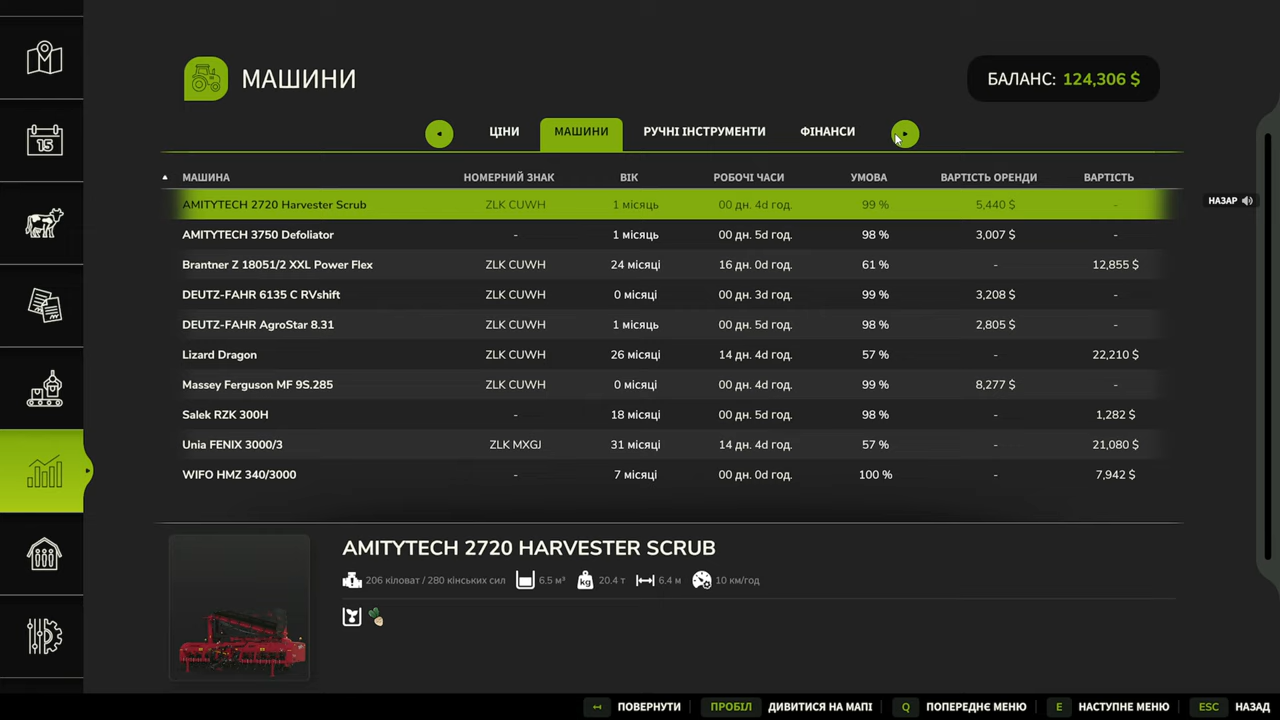 МАШИНИ
БАЛАНС: 124,306 $
ЦІНИ МАШИНИ РУЧНІ ІНСТРУМЕНТИ ФІНАНСИ
МАШИНА НОМЕРНИЙ ЗНАК ВІК РОБОЧІ ЧАСИ УМОВА ВАРТІСТЬ ОРЕНДИ ВАРТІСТЬ
AMITYTECH 2720 Harvester Scrub ZLK CUWH 1 місяць 00 дн. 4d год. 99 % 5,440 $ -
НАЗАР
AMITYTECH 3750 Defoliator - 1 місяць 00 дн. 5d год. 98 % 3,007 $ -
Brantner Z 18051/2 XXL Power Flex ZLK CUWH 24 місяці 16 дн. 0d год. 61 % - 12,855 $
DEUTZ-FAHR 6135 C RVshift ZLK CUWH 0 місяці 00 дн. 3d год. 99 % 3,208 $ -
DEUTZ-FAHR AgroStar 8.31 ZLK CUWH 1 місяць 00 дн. 5d год. 98 % 2,805 $ -
Lizard Dragon ZLK CUWH 26 місяці 14 дн. 4d год. 57 % - 22,210 $
Massey Ferguson MF 9S.285 ZLK CUWH 0 місяці 00 дн. 4d год. 99 % 8,277 $ -
Salek RZK 300H - 18 місяці 00 дн. 5d год. 98 % - 1,282 $
Unia FENIX 3000/3 ZLK MXGJ 31 місяці 14 дн. 4d год. 57 % - 21,080 $
WIFO HMZ 340/3000 - 7 місяці 00 дн. 0d год. 100 % - 7,942 $
AMITYTECH 2720 HARVESTER SCRUB
206 кіловат / 280 кінських сил 6.5 м³ kg 20.4 т 6.4 м 10 км/год
15
ПОВЕРНУТИ ПРОБІЛ ДИВИТИСЯ НА МАПІ Q ПОПЕРЕДНЄ МЕНЮ E НАСТУПНЕ МЕНЮ ESC НАЗАД